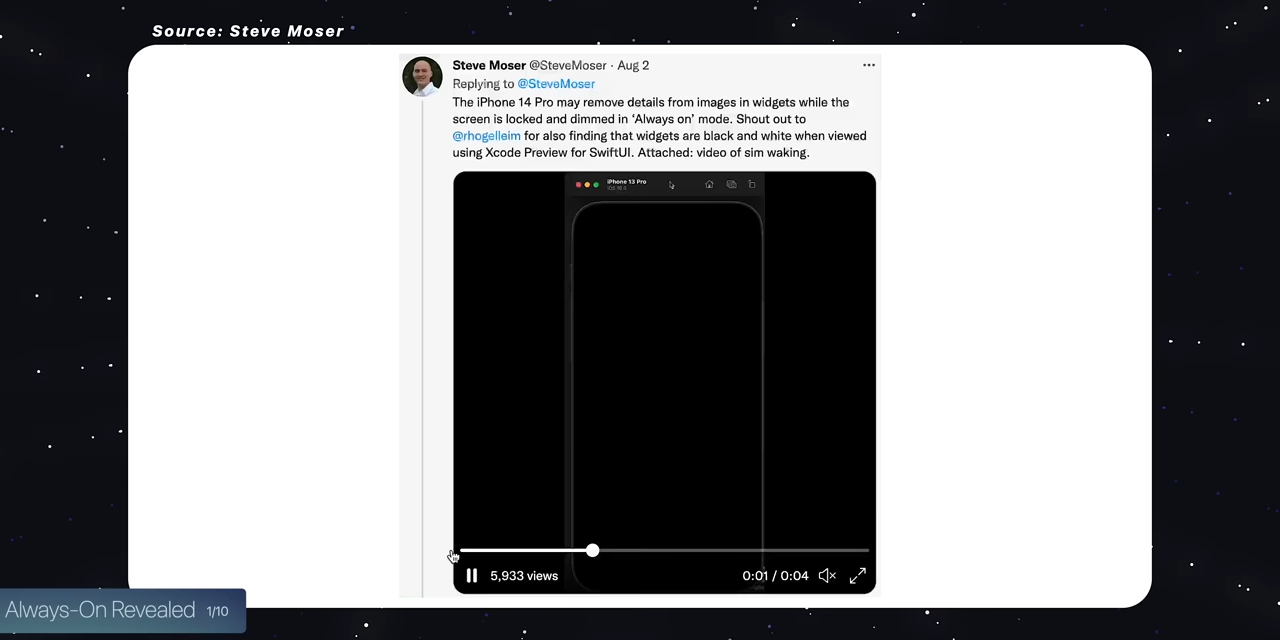 Source: Steve Moser
Steve Moser @SteveMoser · Aug 2
Replying to @SteveMoser
The iPhone 14 Pro may remove details from images in widgets while the
screen is locked and dimmed in ‘Always on’ mode. Shout out to
@rhogelleim for also finding that widgets are black and white when viewed
using Xcode Preview for SwiftUI. Attached: video of sim waking.
iPhone 13 Pro
5,933 views
0:01 / 0:04
Always-On Revealed 1/10